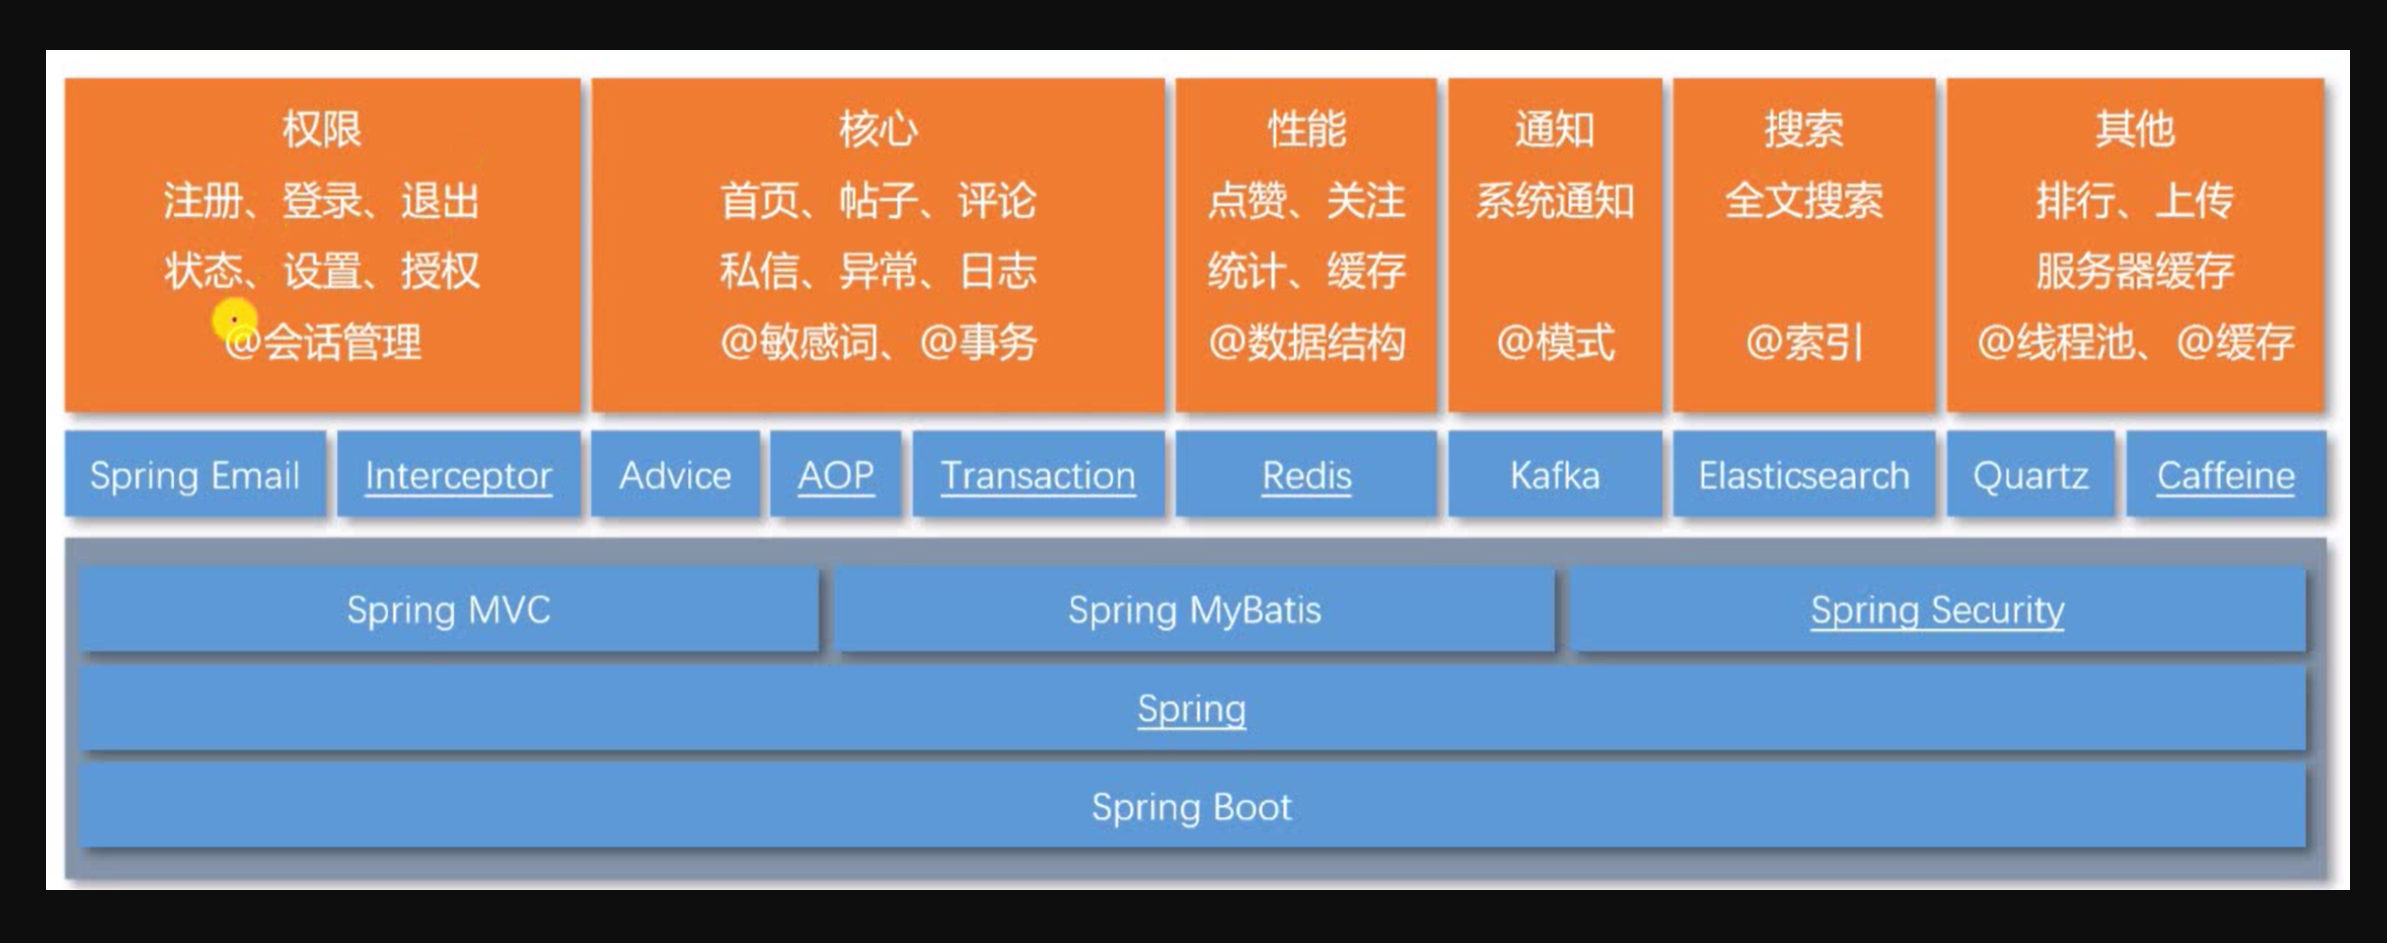 权限
注册、登录、退出
状态、设置、授权
@会话管理
核心
首页、帖子、评论
私信、异常、日志
@敏感词、@事务
性能
点赞、关注
统计、缓存
@数据结构
通知
系统通知
@模式
搜索
全文搜索
@索引
其他
排行、上传
服务器缓存
@线程池、@缓存
Spring Email
Interceptor
Advice
AOP
Transaction
Redis
Kafka
Elasticsearch
Quartz
Caffeine
Spring MVC
Spring MyBatis
Spring Security
Spring
Spring Boot